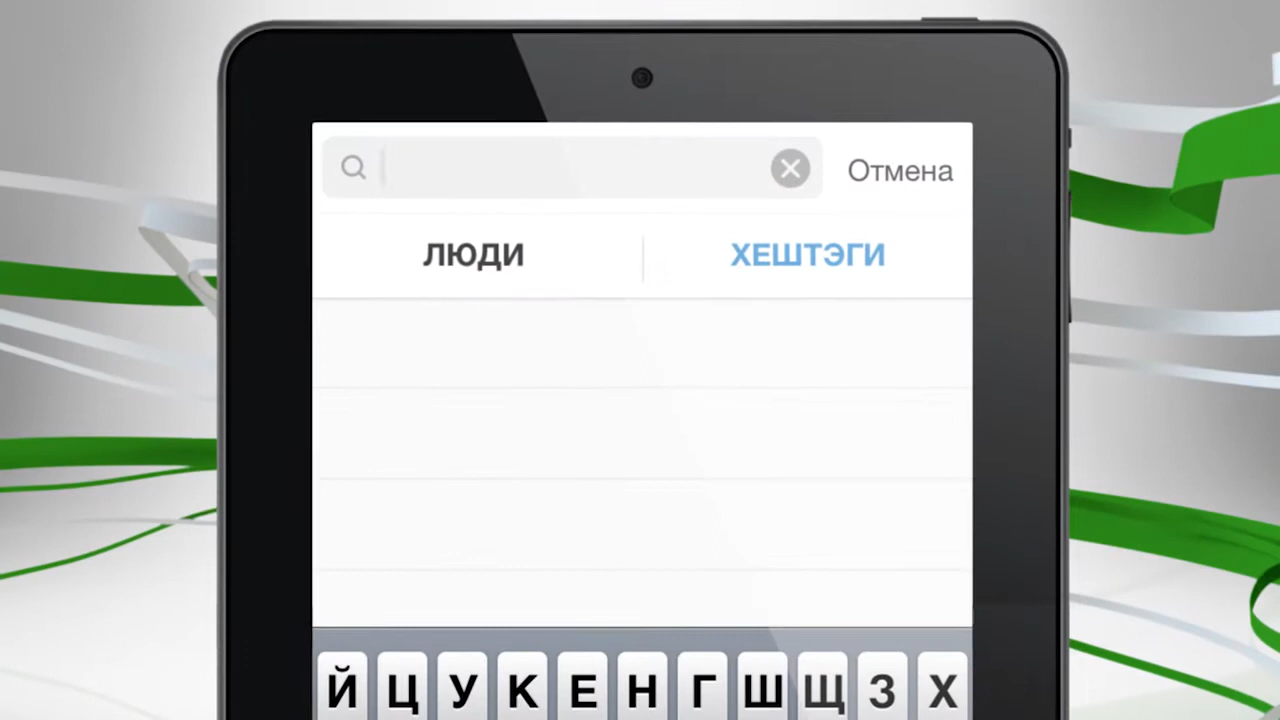 Отмена
ЛЮДИ ХЕШТЭГИ
Й Ц У К Е Н Г Ш Щ З Х